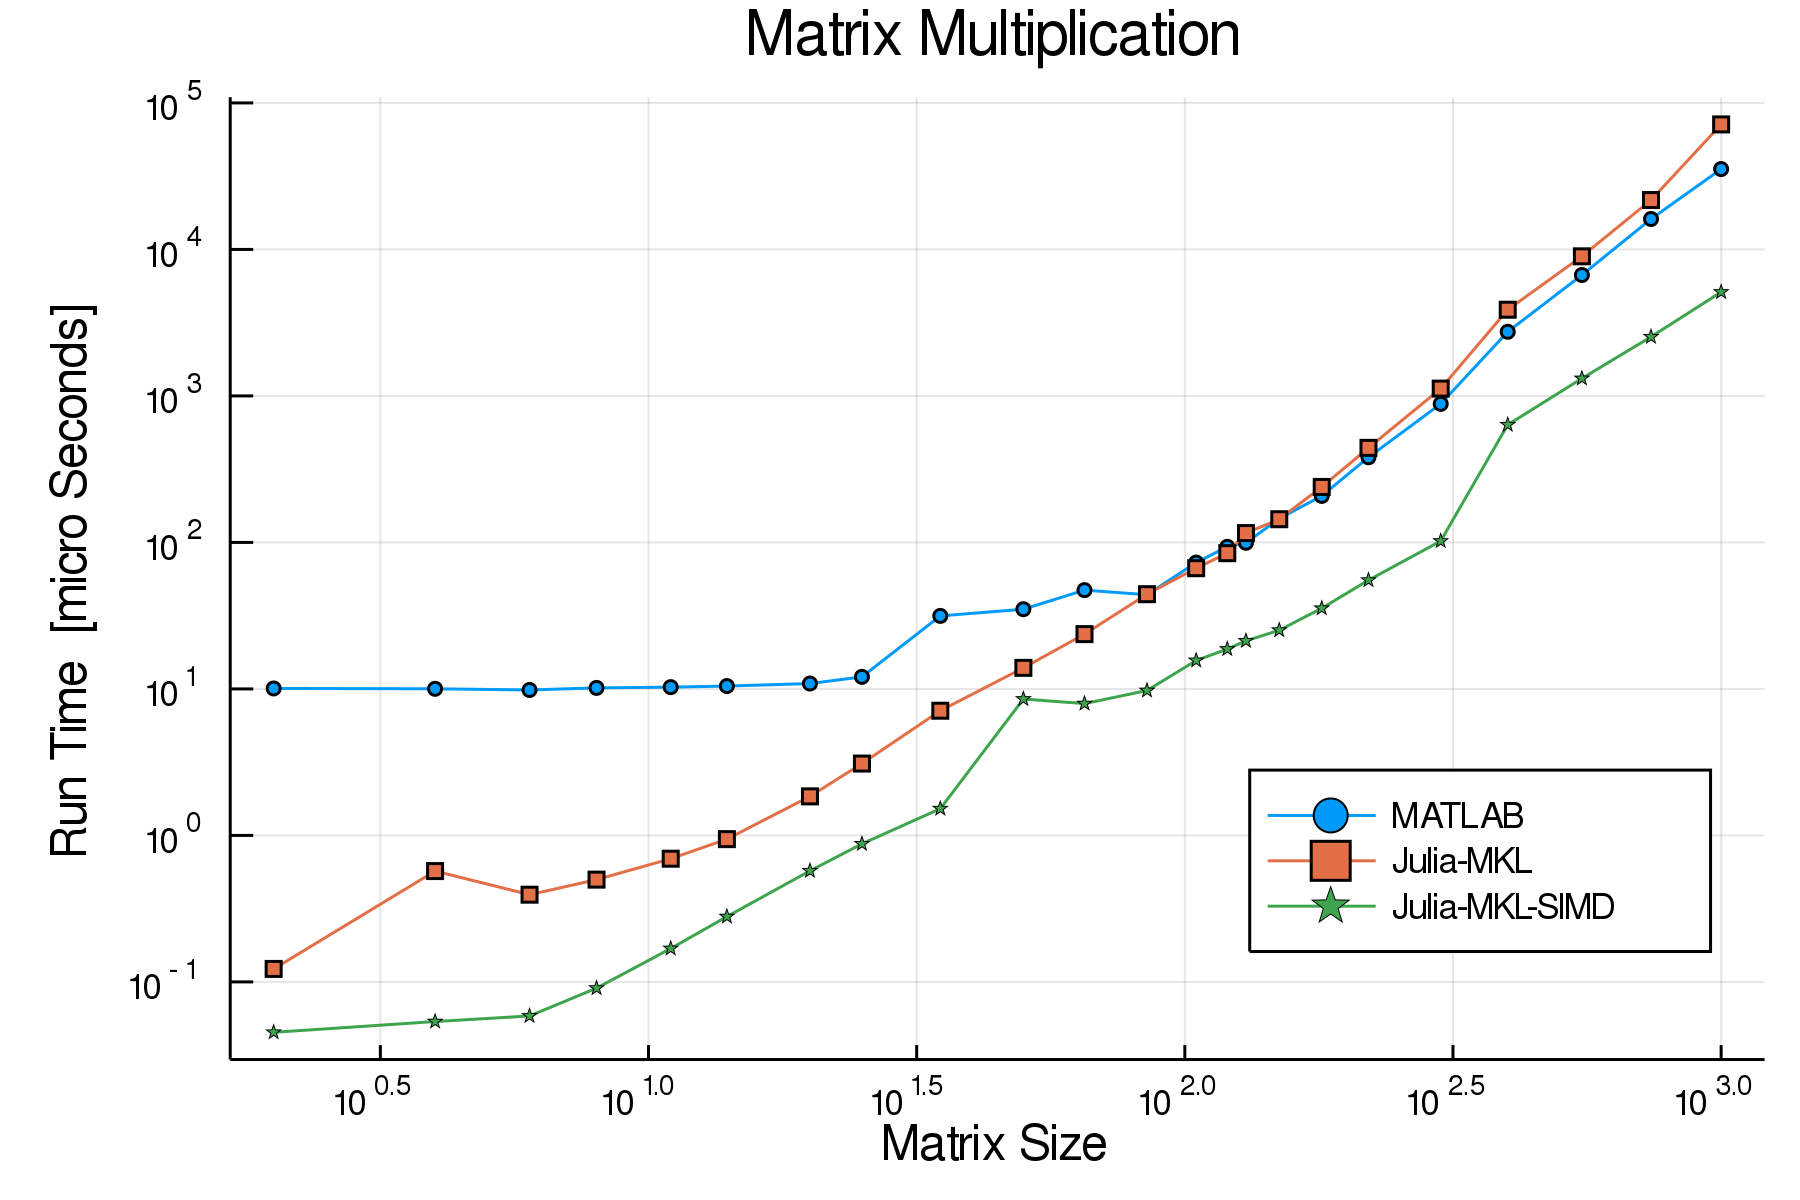 Matrix Multiplication
10^5
10^4
10^3
10^2
10^1
10^0
10^-1
Run Time [micro Seconds]
MATLAB
Julia-MKL
Julia-MKL-SIMD
10^0.5 10^1.0 10^1.5 10^2.0 10^2.5 10^3.0
Matrix Size